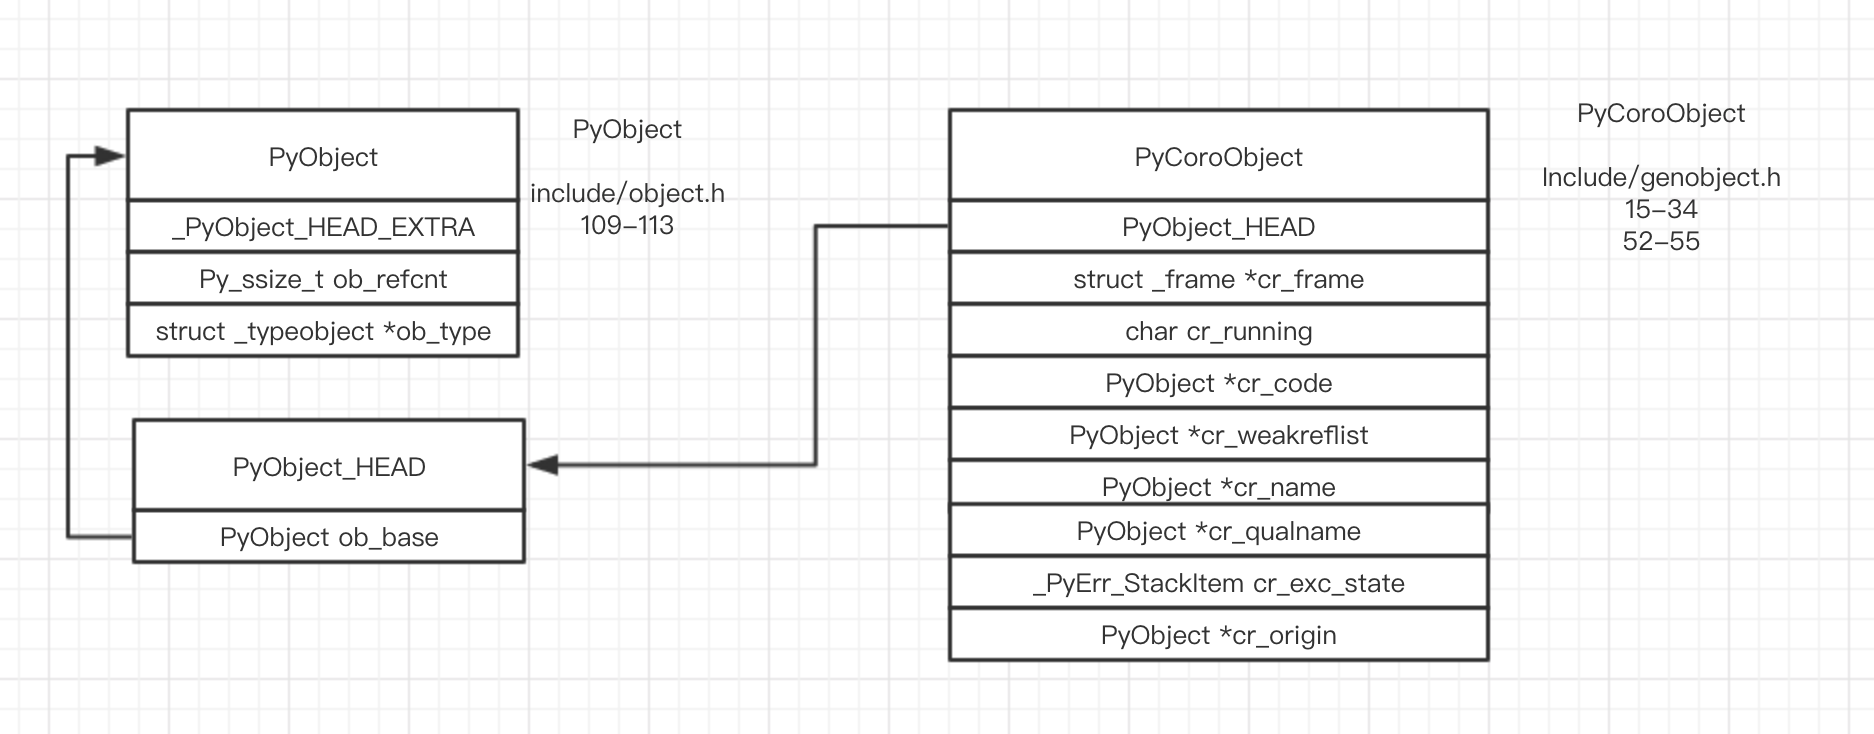 PyObject
_PyObject_HEAD_EXTRA
Py_ssize_t ob_refcnt
struct _typeobject *ob_type
PyObject
include/object.h
109-113
PyObject_HEAD
PyObject ob_base
PyCoroObject
PyObject_HEAD
struct _frame *cr_frame
char cr_running
PyObject *cr_code
PyObject *cr_weakreflist
PyObject *cr_name
PyObject *cr_qualname
_PyErr_StackItem cr_exc_state
PyObject *cr_origin
PyCoroObject
Include/genobject.h
15-34
52-55